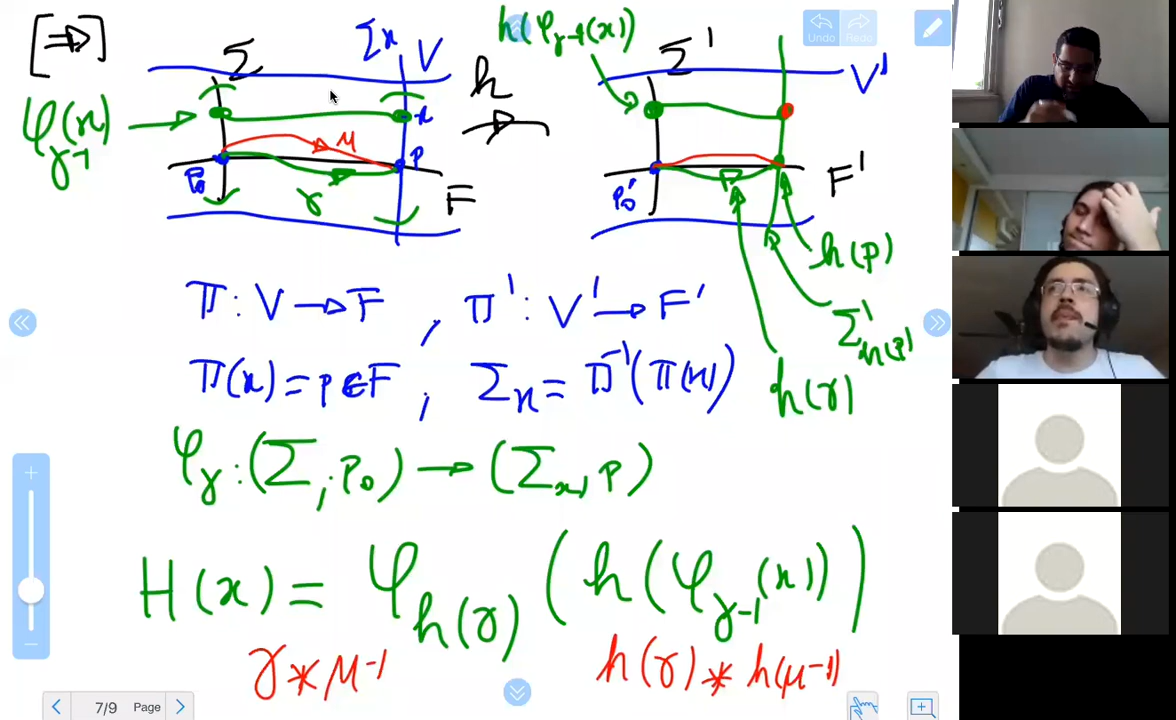 [⇒]
Σ
Σx
V
h
h(φγ-1(x))
Σ'
V'
Undo
Redo
φγ-1(x)
x
μ
P
P0
γ
F
P0'
F'
h(p)
Σ'h(p)
h(γ)
π: V → F , π': V' → F'
π(x) = p ∈ F , Σx = π-1(π(x))
φγ: (Σ, P0) → (Σx, P)
H(x) = φh(γ) (h(φγ-1(x)))
γ * μ-1
h(γ) * h(μ-1)
7/9 Page